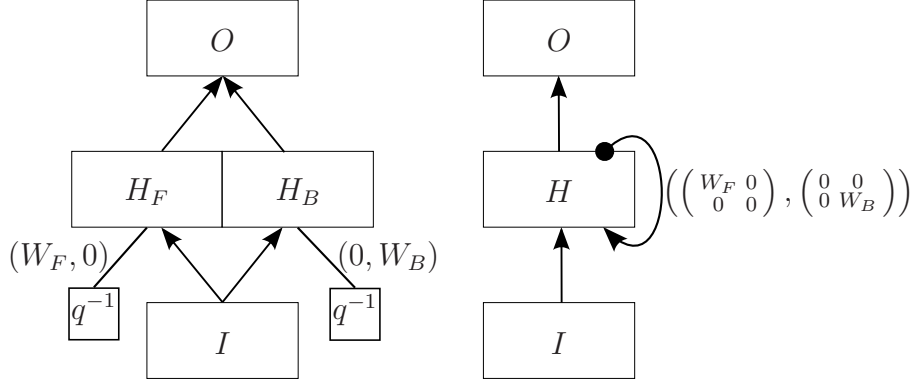 O O
H_F H_B H
((W_F 0
0 0), (0 0
0 W_B))
(W_F, 0) (0, W_B)
q^{-1} q^{-1}
I I